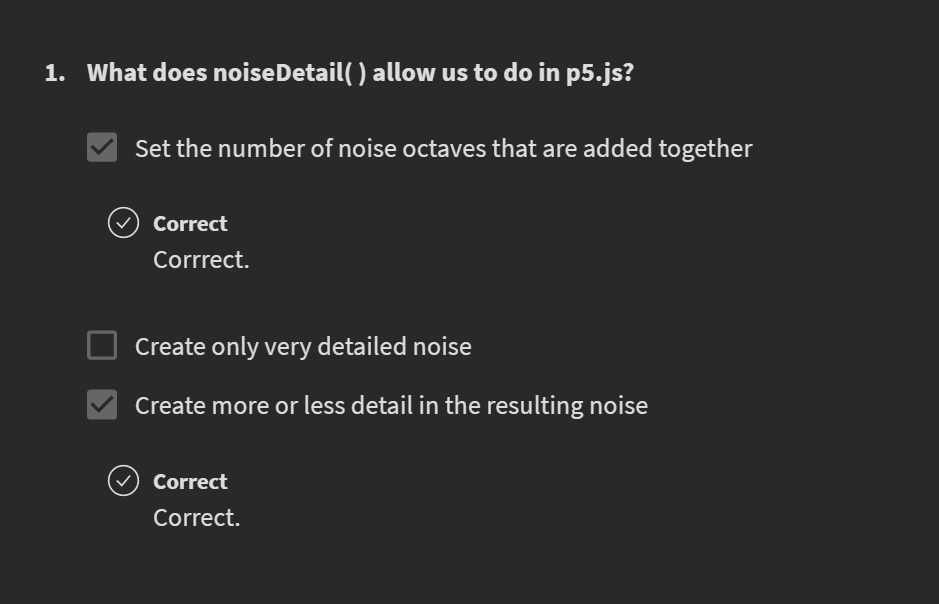 1. What does noiseDetail( ) allow us to do in p5.js?
Set the number of noise octaves that are added together
Correct
Corrrect.
Create only very detailed noise
Create more or less detail in the resulting noise
Correct
Correct.